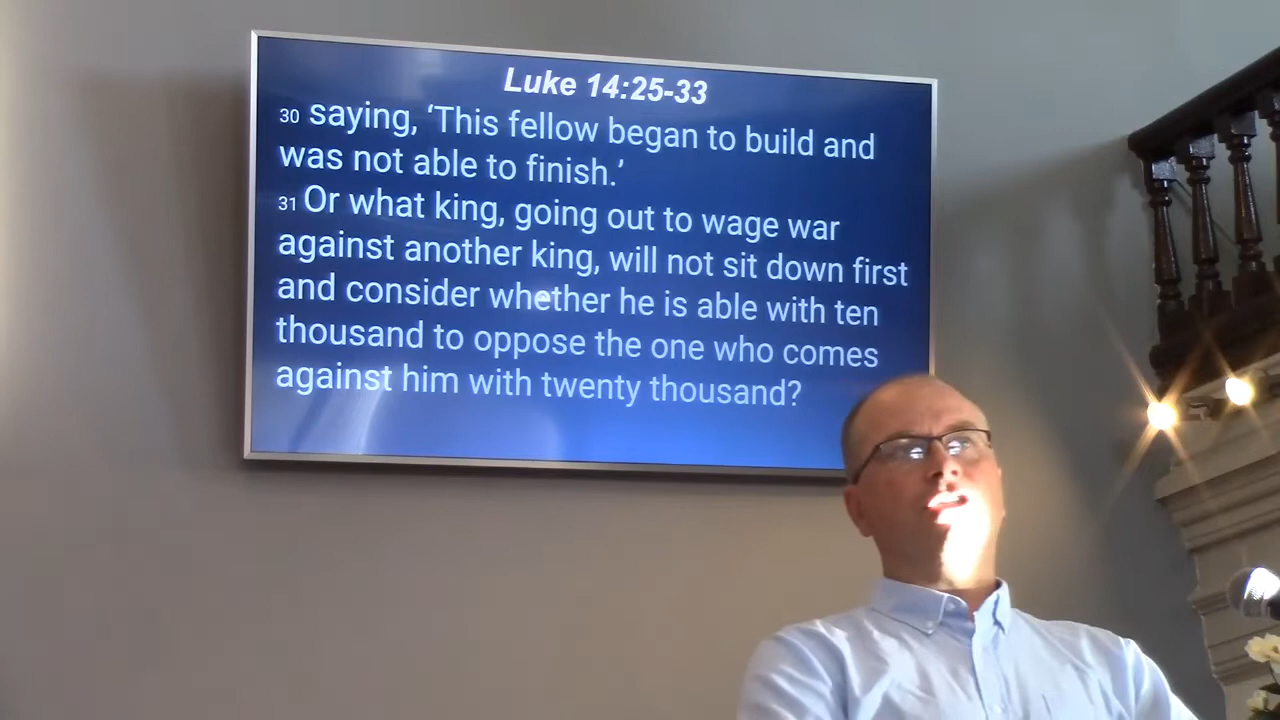 Luke 14:25-33
30 saying, ‘This fellow began to build and
was not able to finish.’
31 Or what king, going out to wage war
against another king, will not sit down first
and consider whether he is able with ten
thousand to oppose the one who comes
against him with twenty thousand?